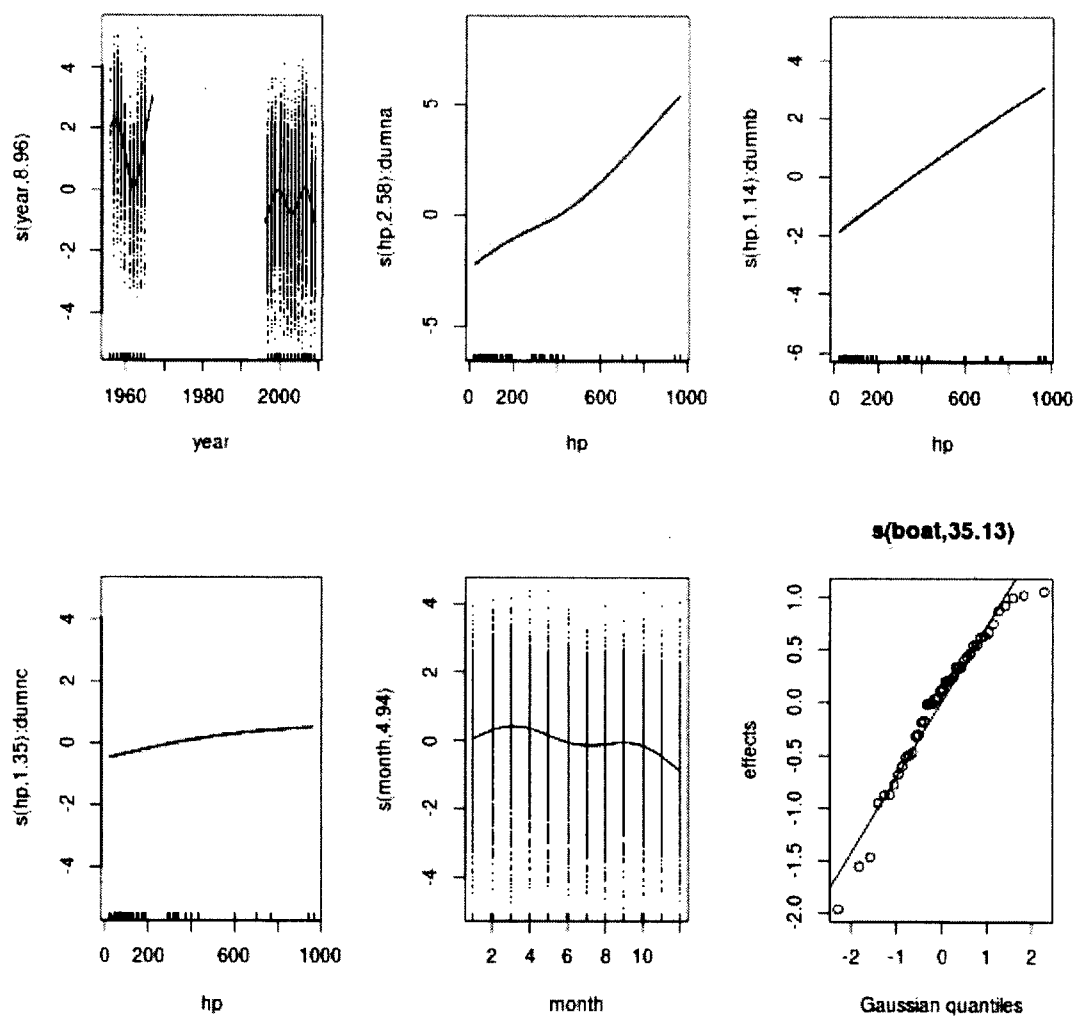 s(year,8.96)
4
2
0
-2
-4
1960 1980 2000
year
s(hp,2.58):dumna
5
0
-5
0 200 600 1000
hp
s(hp,1.14):dumnb
4
2
0
-2
-4
-6
0 200 600 1000
hp
s(hp,1.35):dumnc
4
2
0
-2
-4
0 200 600 1000
hp
s(month,4.94)
4
2
0
-2
-4
2 4 6 8 10
month
s(boat,35.13)
effects
1.0
0.5
0.0
-0.5
-1.0
-1.5
-2.0
-2 -1 0 1 2
Gaussian quantiles